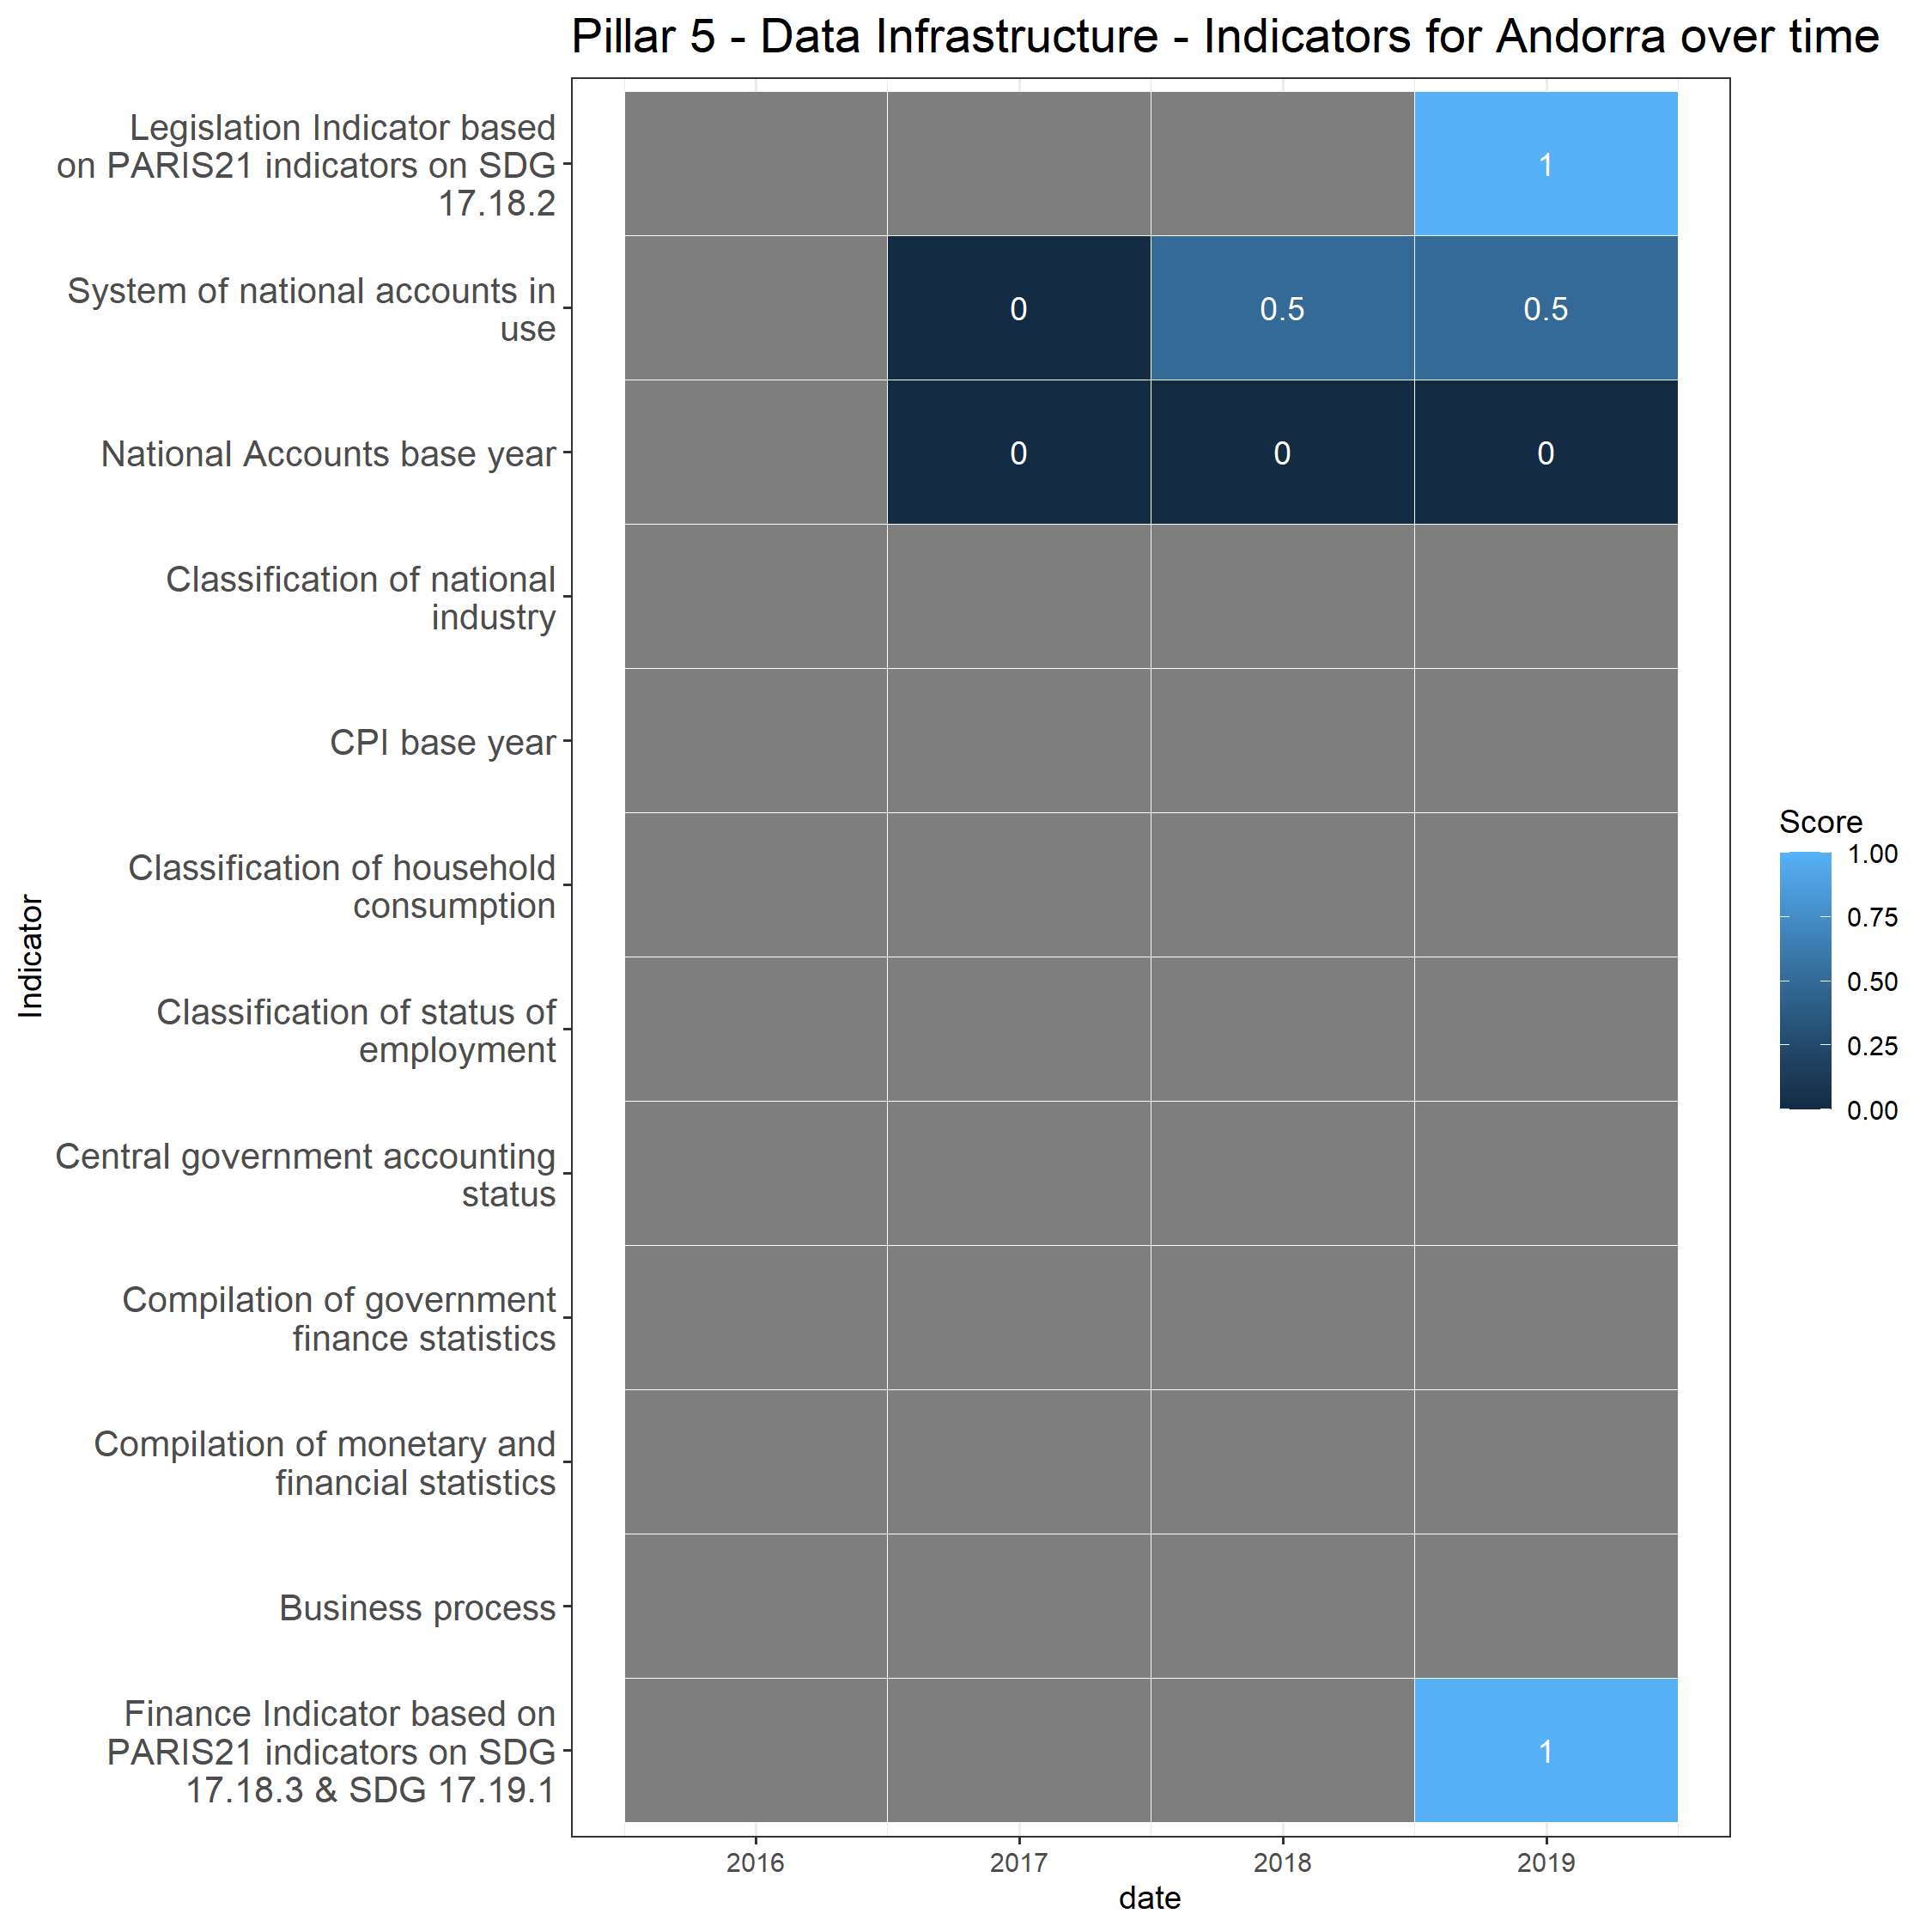 Pillar 5 - Data Infrastructure - Indicators for Andorra over time
Legislation Indicator based
on PARIS21 indicators on SDG
17.18.2
1
System of national accounts in
use
0
0.5
0.5
National Accounts base year
0
0
0
Classification of national
industry
CPI base year
Classification of household
consumption
Classification of status of
employment
Central government accounting
status
Compilation of government
finance statistics
Compilation of monetary and
financial statistics
Business process
Finance Indicator based on
PARIS21 indicators on SDG
17.18.3 & SDG 17.19.1
1
Indicator
2016
2017
2018
2019
date
Score
1.00
0.75
0.50
0.25
0.00